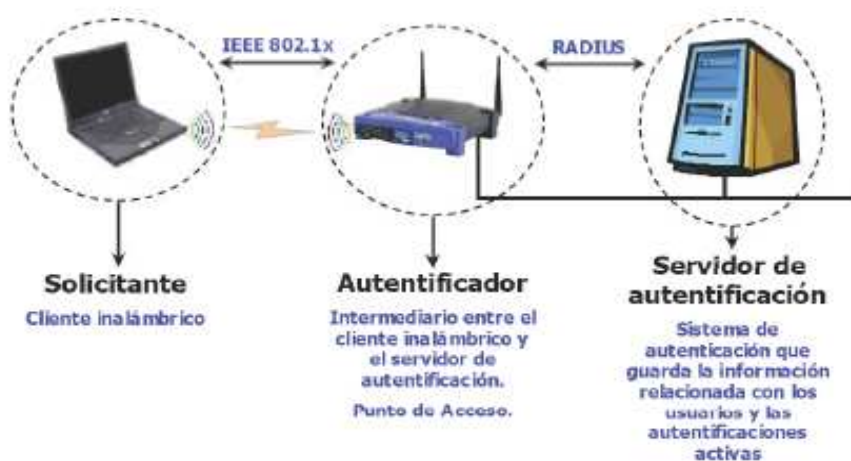 IEEE 802.1x
RADIUS
Solicitante
Cliente inalámbrico
Autentificador
Intermediario entre el
cliente inalámbrico y
el servidor de
autentificación.
Punto de Acceso.
Servidor de
autentificación
Sistema de
autenticación que
guarda la información
relacionada con los
usuarios y las
autentificaciones
activas